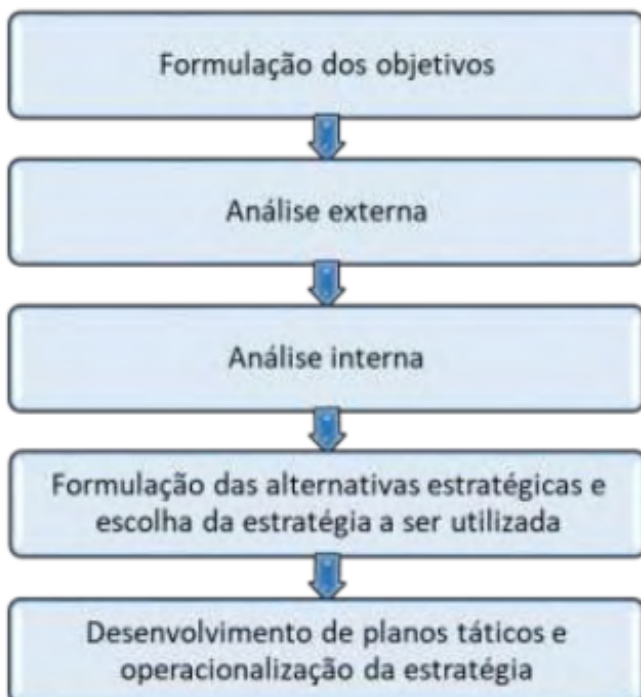 Formulação dos objetivos
Análise externa
Análise interna
Formulação das alternativas estratégicas e
escolha da estratégia a ser utilizada
Desenvolvimento de planos táticos e
operacionalização da estratégia